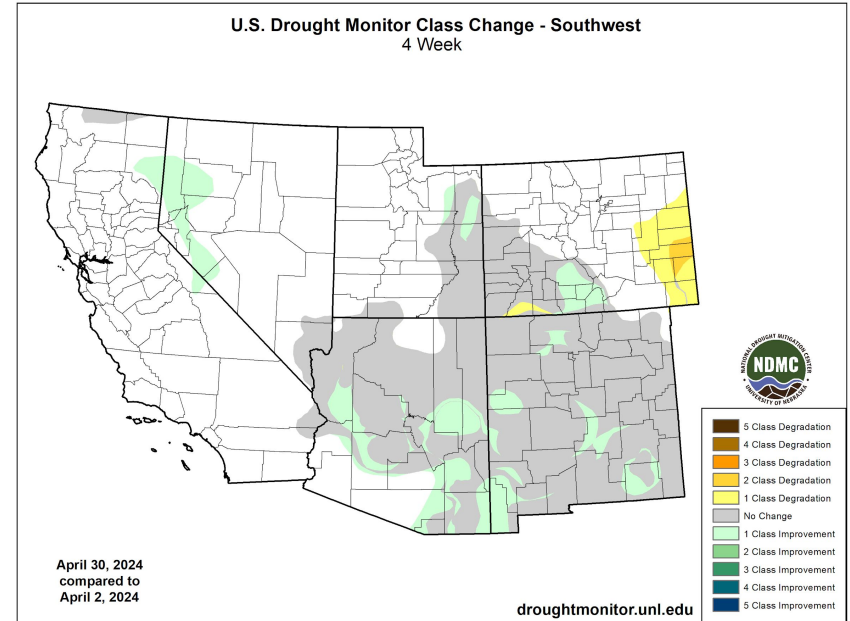 U.S. Drought Monitor Class Change - Southwest
4 Week
NATIONAL DROUGHT MITIGATION CENTER
NDMC
UNIVERSITY OF NEBRASKA
5 Class Degradation
4 Class Degradation
3 Class Degradation
2 Class Degradation
1 Class Degradation
No Change
1 Class Improvement
2 Class Improvement
3 Class Improvement
4 Class Improvement
5 Class Improvement
April 30, 2024
compared to
April 2, 2024
droughtmonitor.unl.edu